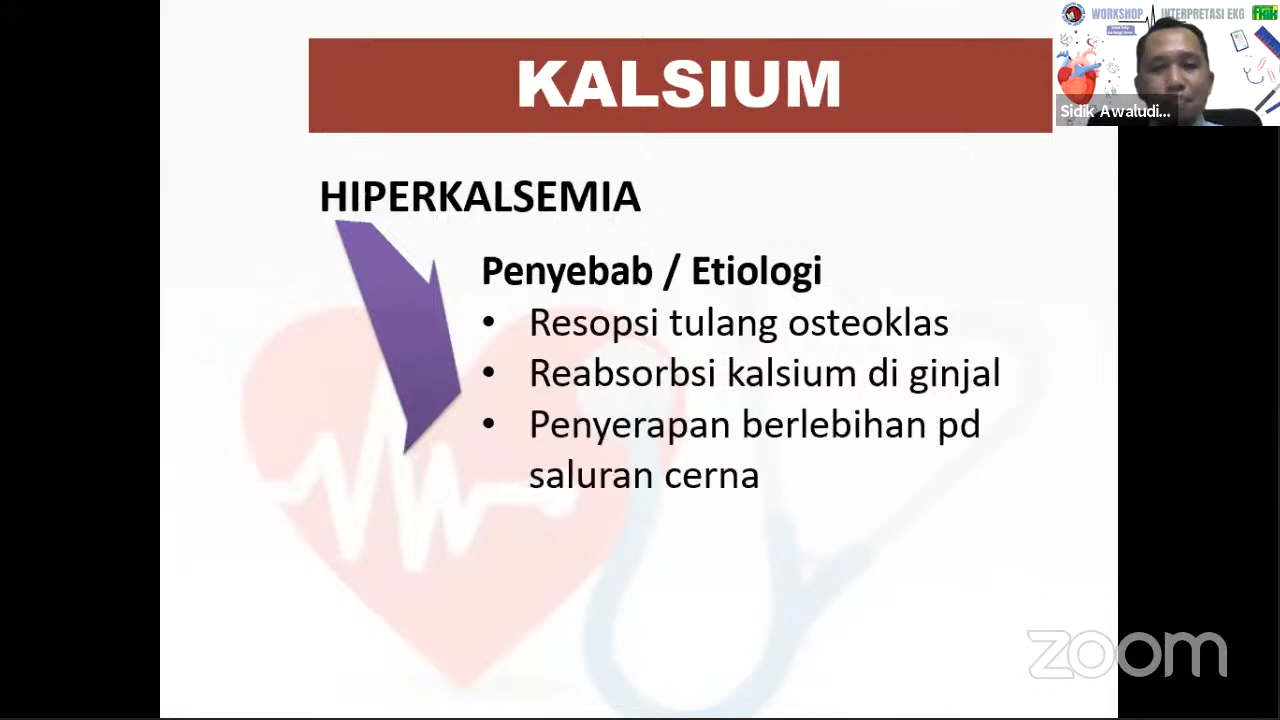 KALSIUM
HIPERKALSEMIA
Penyebab / Etiologi
• Resopsi tulang osteoklas
• Reabsorbsi kalsium di ginjal
• Penyerapan berlebihan pd
saluran cerna
WORKSHOP INTERPRETASI EKG
Sidik Awaludi...
zoom